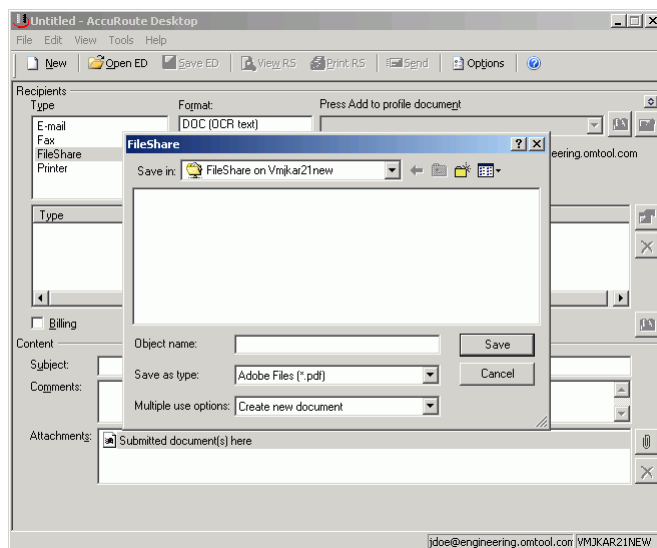 Untitled - AccuRoute Desktop
File Edit View Tools Help
New Open ED Save ED View RS Print RS Send Options
Recipients
Type Format: Press Add to profile document
E-mail DOC (OCR text)
Fax
FileShare
Printer
eering.omtool.com
FileShare
Save in: FileShare on Vmjkar21new
Type
Object name: Save
Save as type: Adobe Files (*.pdf) Cancel
Multiple use options: Create new document
Billing
Content
Subject:
Comments:
Attachments: Submitted document(s) here
jdoe@engineering.omtool.com VMJKAR21NEW